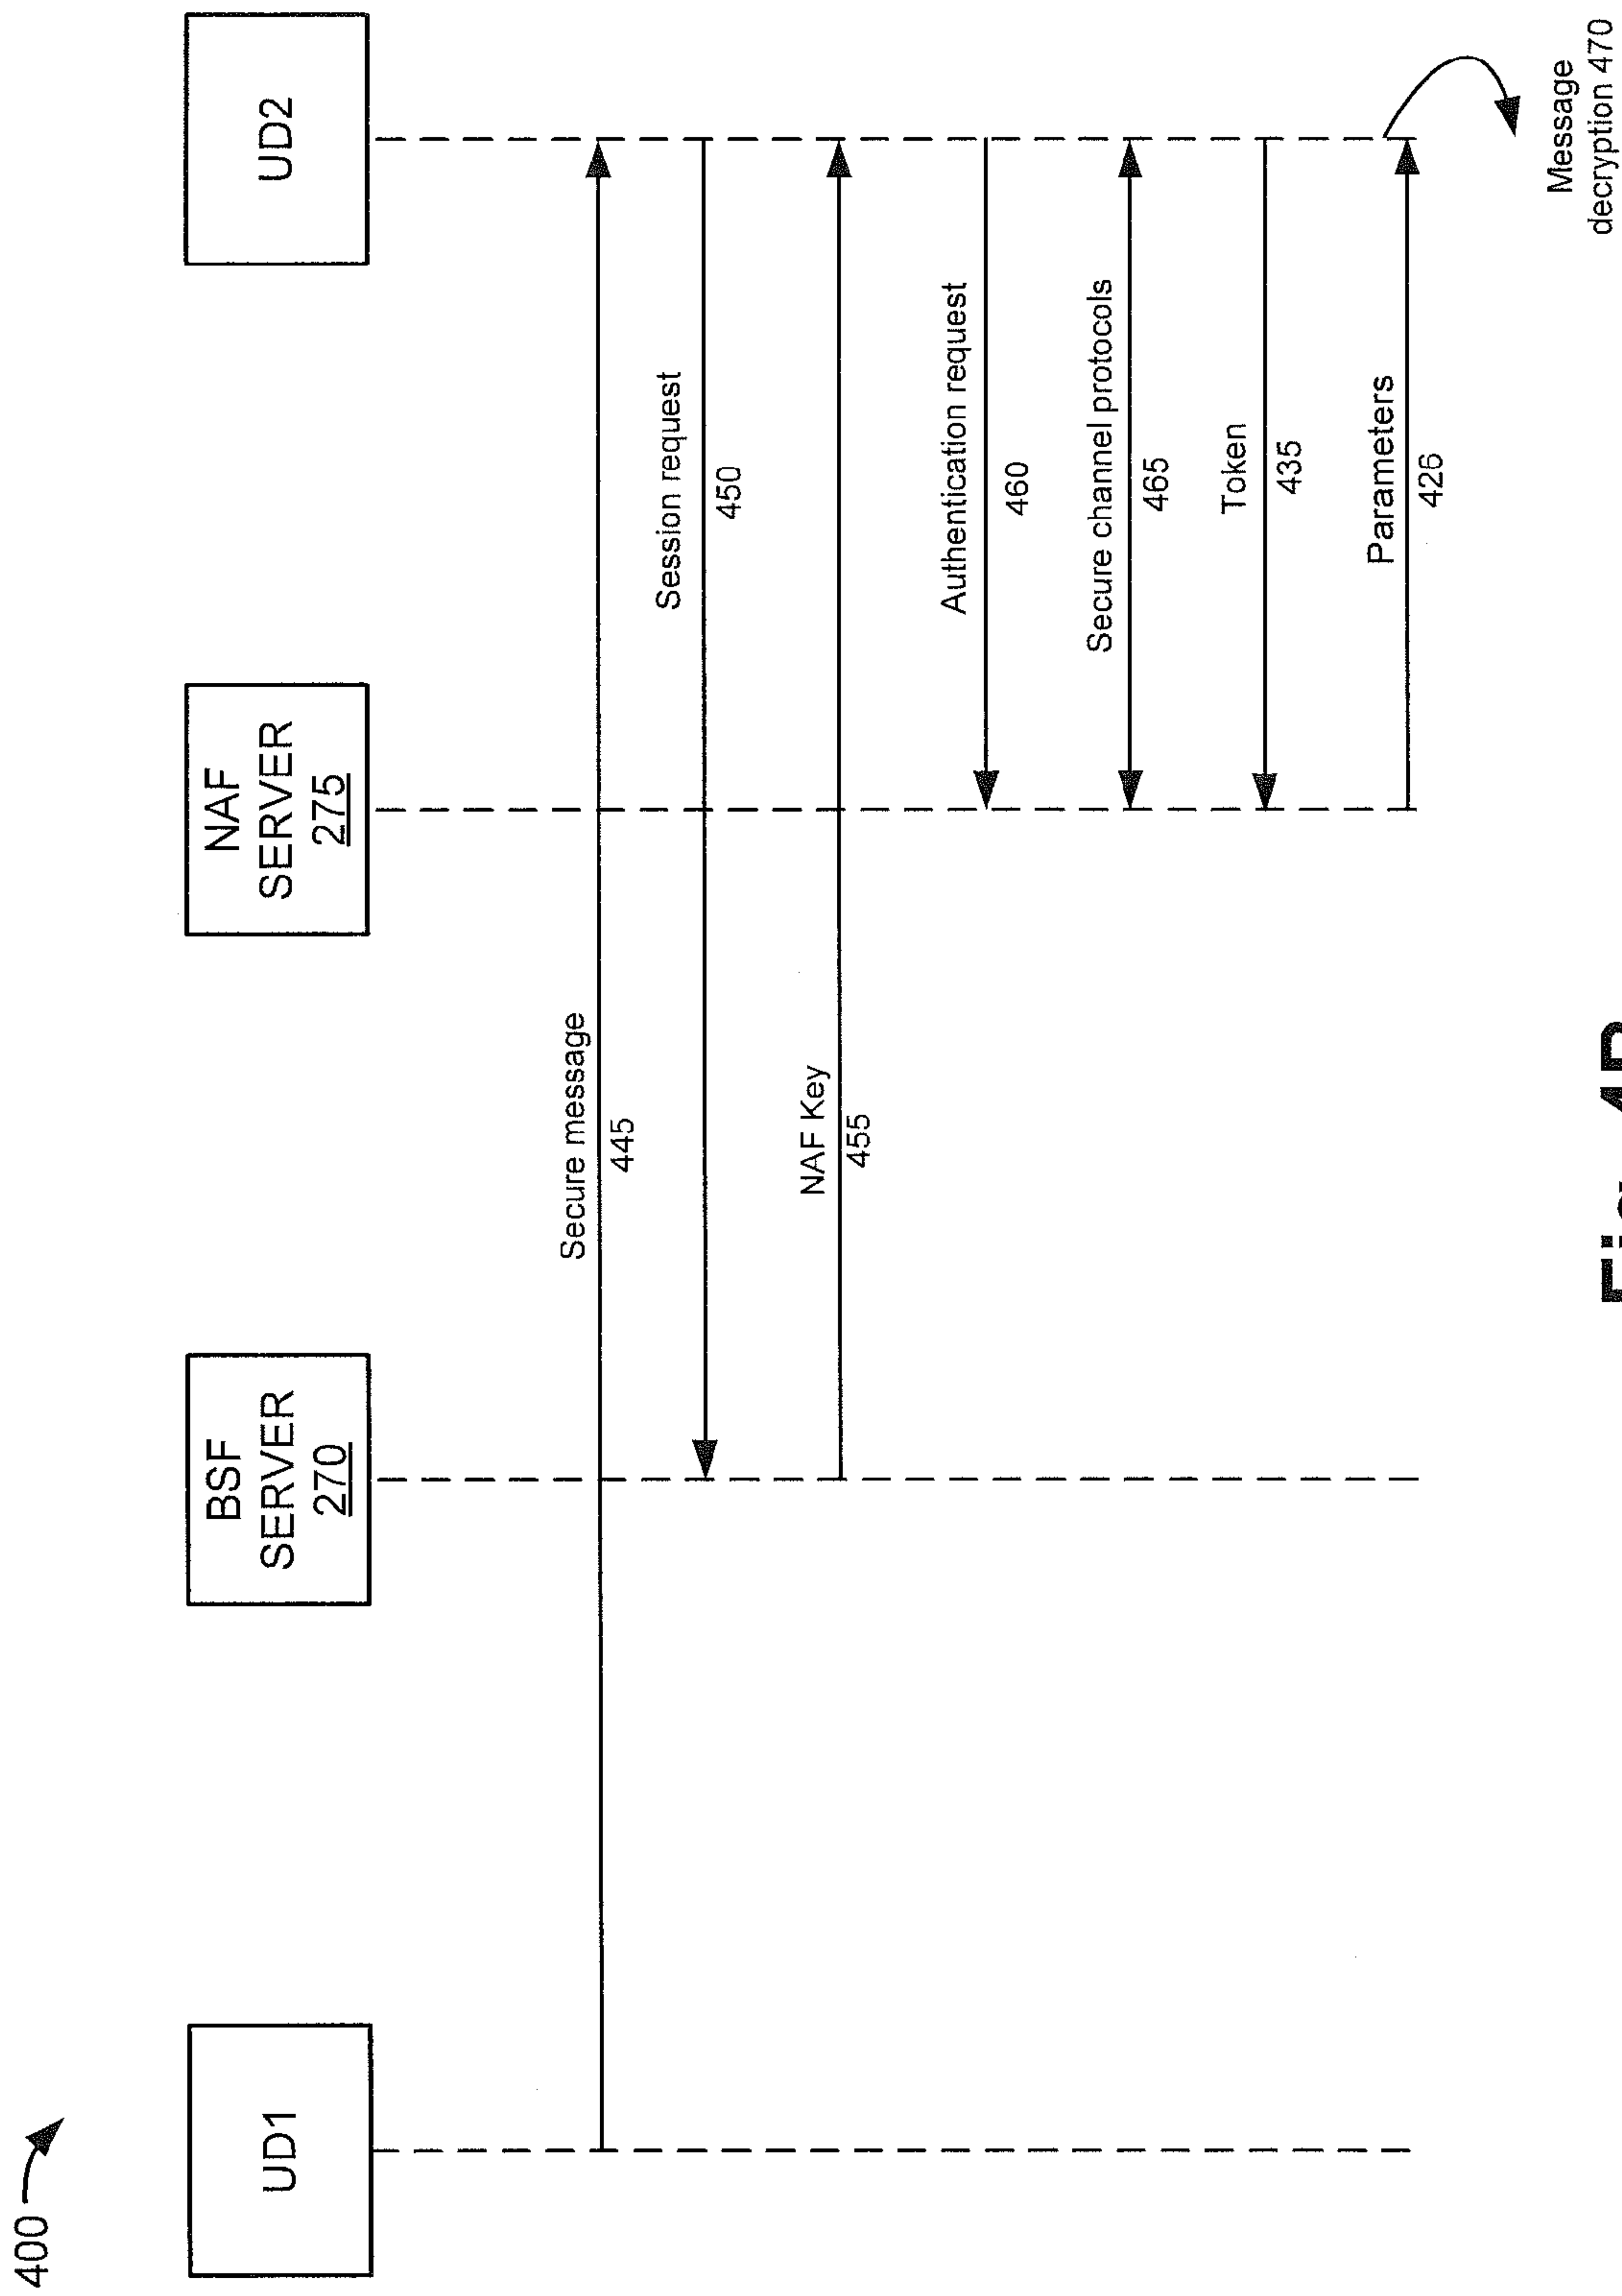 400
UD1
BSF
SERVER
270
NAF
SERVER
275
UD2
Secure message
445
Session request
450
NAF Key
455
Authentication request
460
Secure channel protocols
465
Token
435
Parameters
426
Message
decryption 470